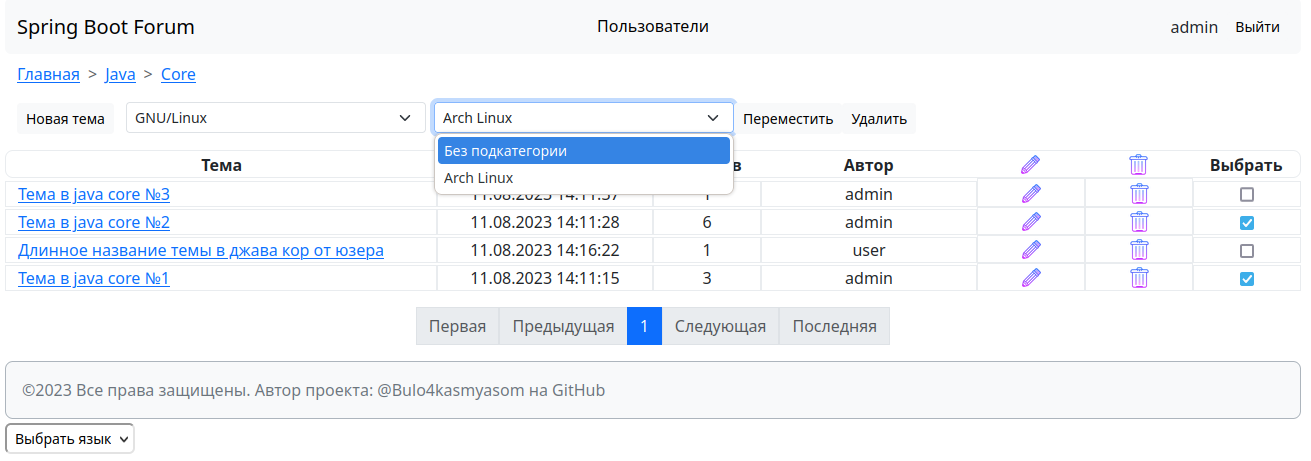 Spring Boot Forum Пользователи admin Выйти
Главная > Java > Core
Новая тема GNU/Linux Arch Linux Переместить Удалить
Без подкатегории
Arch Linux
Тема Автор Выбрать
Тема в java core №3 11.08.2023 14:11:37 1 admin
Тема в java core №2 11.08.2023 14:11:28 6 admin
Длинное название темы в джава кор от юзера 11.08.2023 14:16:22 1 user
Тема в java core №1 11.08.2023 14:11:15 3 admin
Первая Предыдущая 1 Следующая Последняя
©2023 Все права защищены. Автор проекта: @Bulo4kasmyasom на GitHub
Выбрать язык